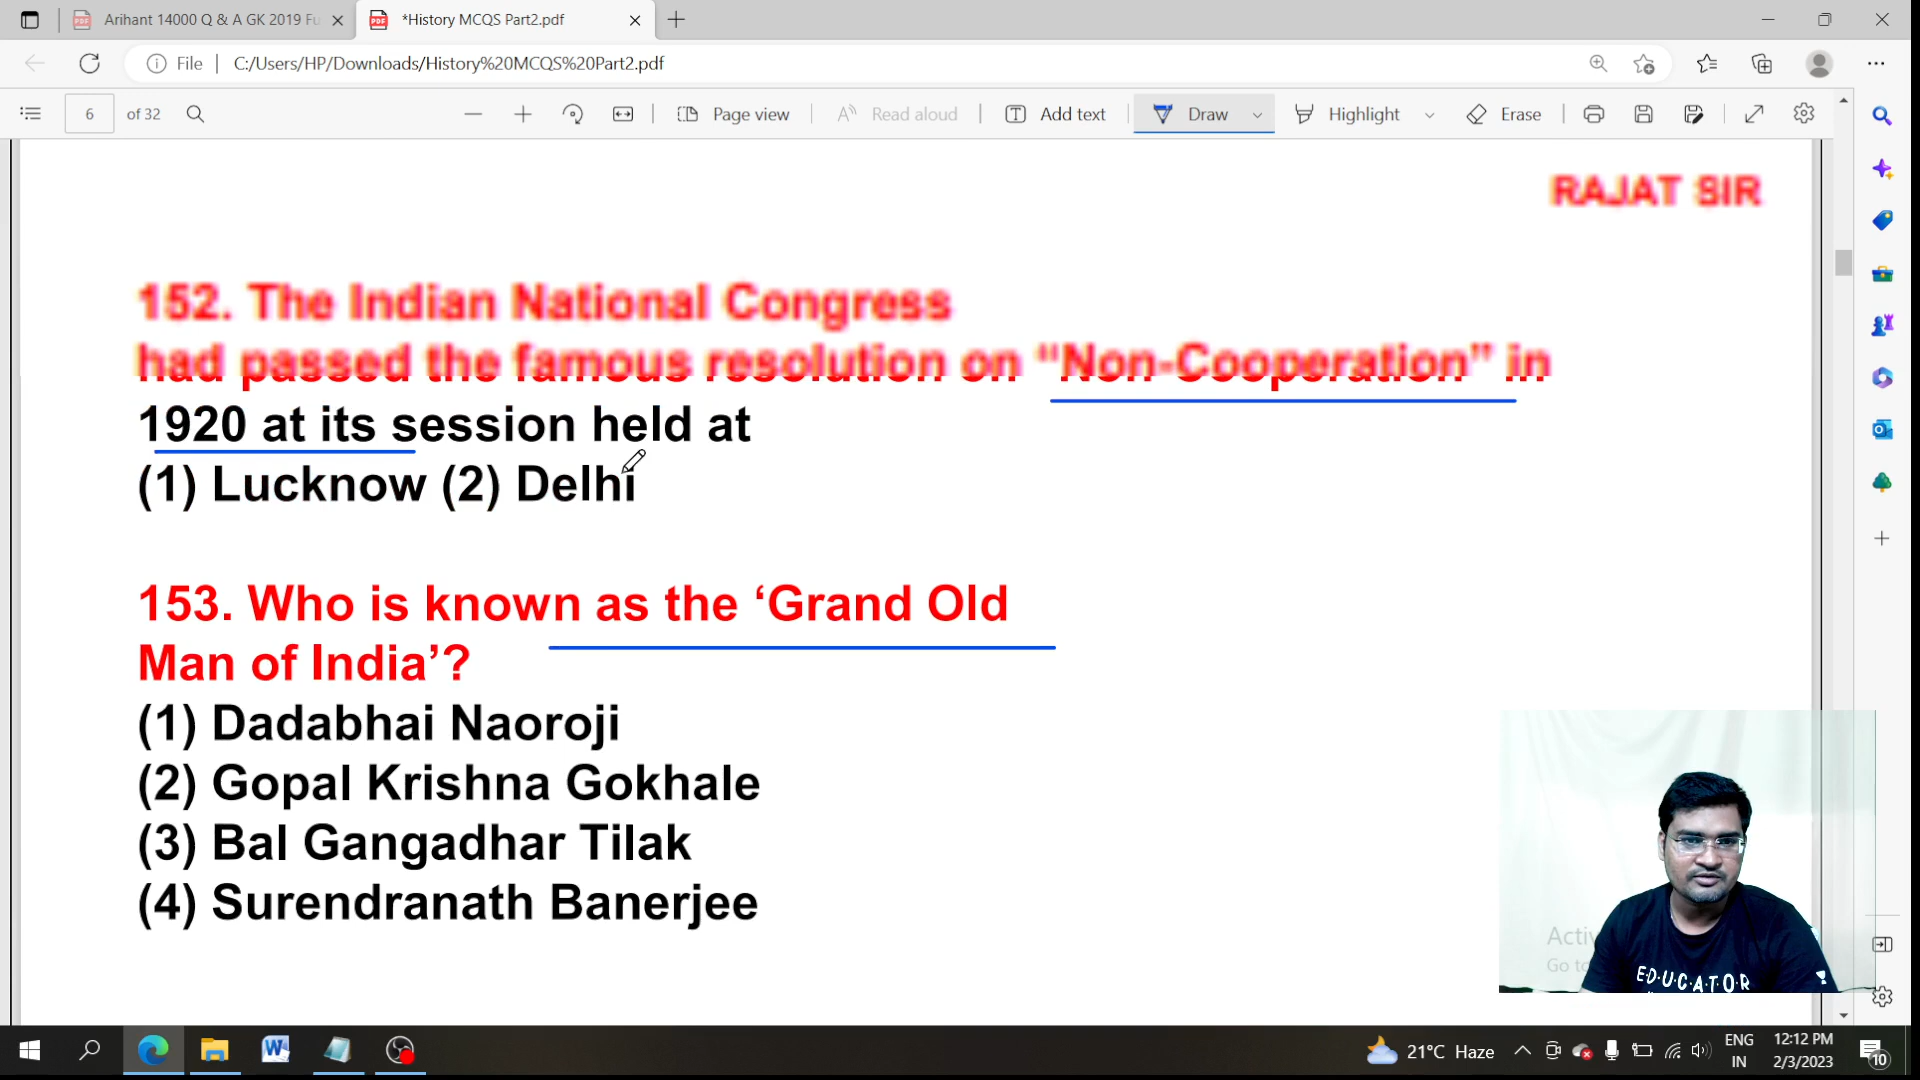 Arihant 14000 Q & A GK 2019 Fu
*History MCQS Part2.pdf
File
C:/Users/HP/Downloads/History%20MCQS%20Part2.pdf
6 of 32
Page view
Read aloud
Add text
Draw
Highlight
Erase
RAJAT SIR
152. The Indian National Congress
had passed the famous resolution on “Non-Cooperation” in
1920 at its session held at
(1) Lucknow (2) Delhi
153. Who is known as the ‘Grand Old
Man of India’?
(1) Dadabhai Naoroji
(2) Gopal Krishna Gokhale
(3) Bal Gangadhar Tilak
(4) Surendranath Banerjee
E·D·U·C·A·T·O·R
21°C Haze
ENG
IN
12:12 PM
2/3/2023
10